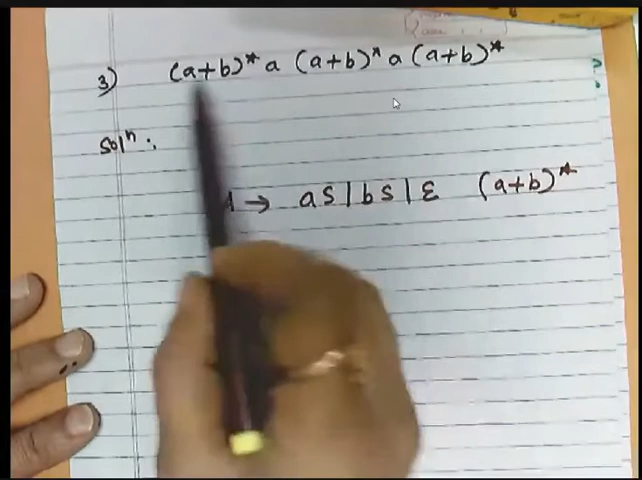 3) (a+b)* a (a+b)* a (a+b)*
Solⁿ:
→ aS | bS | ε (a+b)*